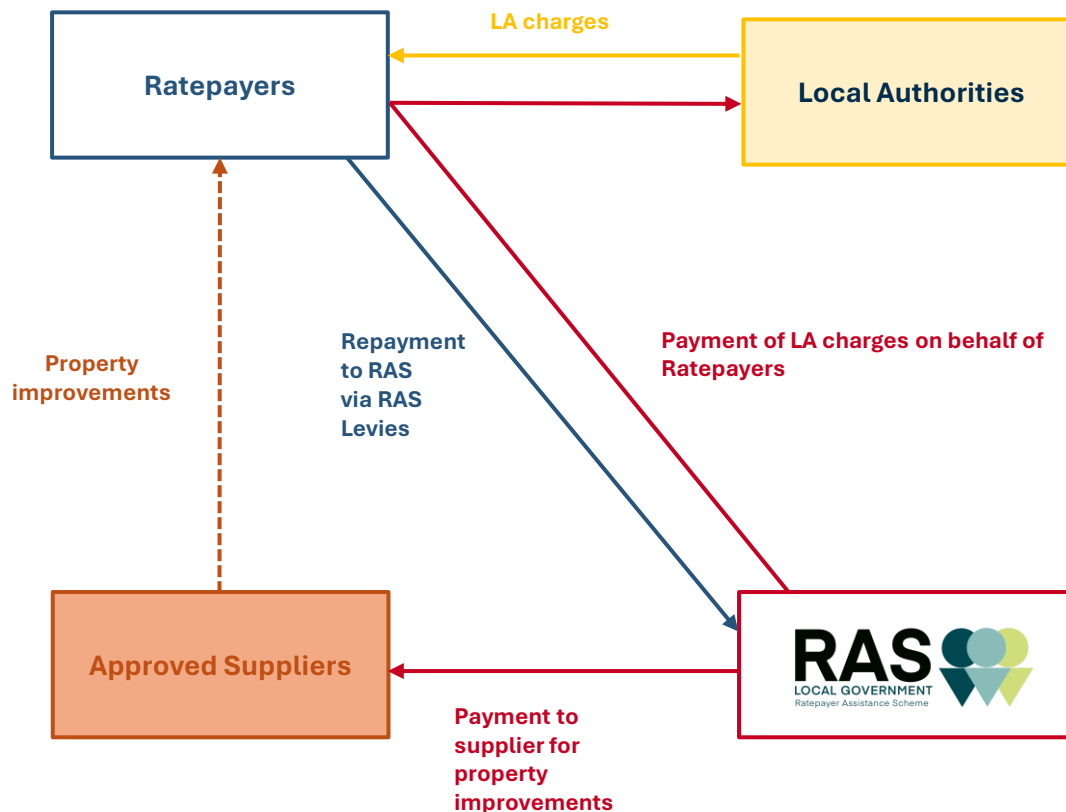 LA charges
Ratepayers
Local Authorities
Property
improvements
Repayment
to RAS
via RAS
Levies
Payment of LA charges on behalf of
Ratepayers
Approved Suppliers
RAS
LOCAL GOVERNMENT
Ratepayer Assistance Scheme
Payment to
supplier for
property
improvements